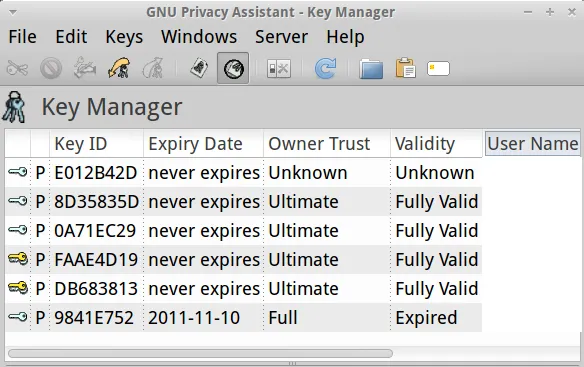 GNU Privacy Assistant - Key Manager
File Edit Keys Windows Server Help
Key Manager
Key ID Expiry Date Owner Trust Validity User Name
P E012B42D never expires Unknown Unknown
P 8D35835D never expires Ultimate Fully Valid
P 0A71EC29 never expires Ultimate Fully Valid
P FAAE4D19 never expires Ultimate Fully Valid
P DB683813 never expires Ultimate Fully Valid
P 9841E752 2011-11-10 Full Expired